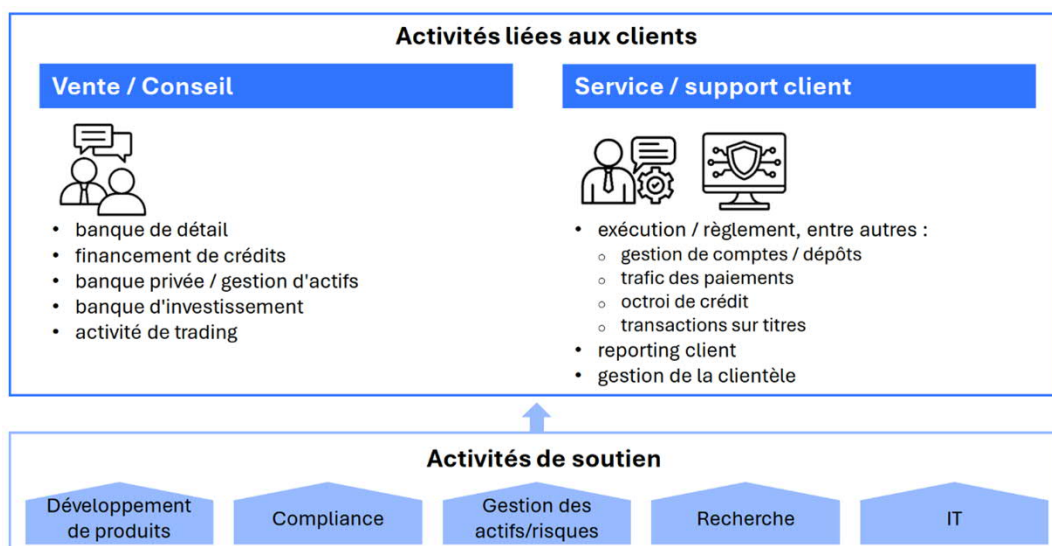 Activités liées aux clients
Vente / Conseil
• banque de détail
• financement de crédits
• banque privée / gestion d'actifs
• banque d'investissement
• activité de trading
Service / support client
• exécution / règlement, entre autres :
o gestion de comptes / dépôts
o trafic des paiements
o octroi de crédit
o transactions sur titres
• reporting client
• gestion de la clientèle
Activités de soutien
Développement
de produits
Compliance
Gestion des
actifs/risques
Recherche
IT